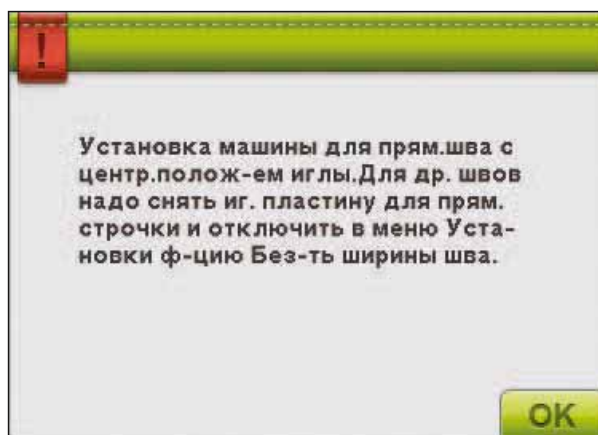 !
Установка машины для прям.шва с
центр.полож-ем иглы.Для др. швов
надо снять иг. пластину для прям.
строчки и отключить в меню Уста-
новки ф-цию Без-ть ширины шва.
OK